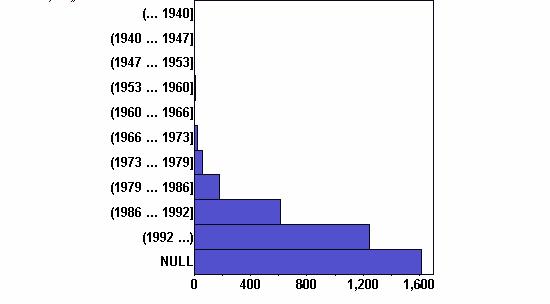 (... 1940]
(1940 ... 1947]
(1947 ... 1953]
(1953 ... 1960]
(1960 ... 1966]
(1966 ... 1973]
(1973 ... 1979]
(1979 ... 1986]
(1986 ... 1992]
(1992 ...)
NULL
0 400 800 1,200 1,600